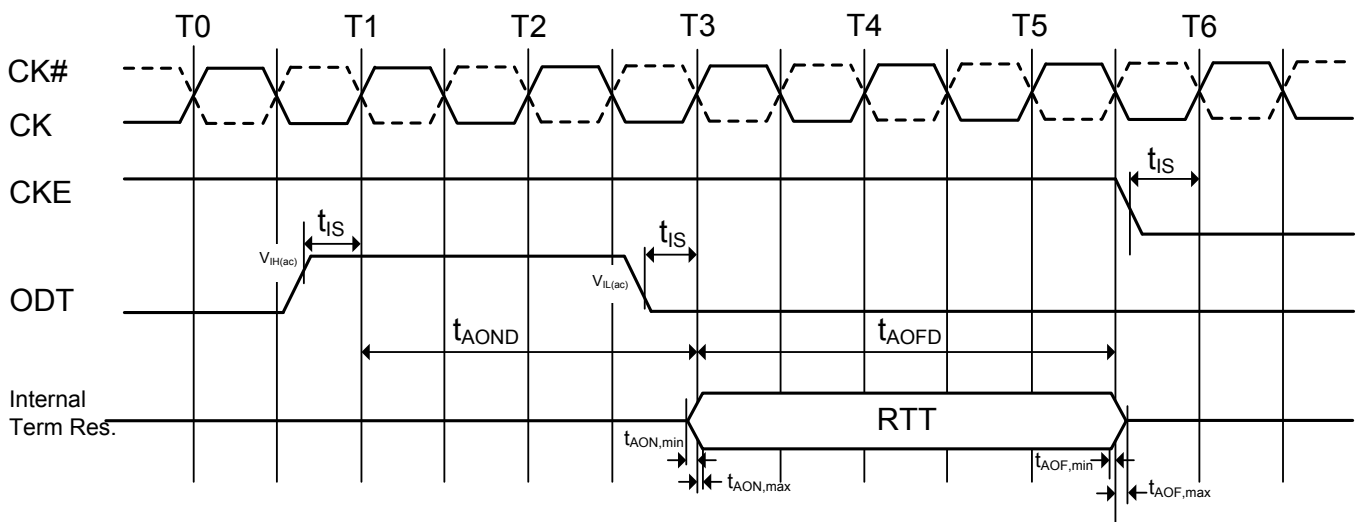 T0 T1 T2 T3 T4 T5 T6
CK#
CK
CKE
tIS
tIS
VIH(ac)
tIS
VIL(ac)
ODT
tAOND
tAOFD
Internal
Term Res.
RTT
tAON,min
tAON,max
tAOF,min
tAOF,max